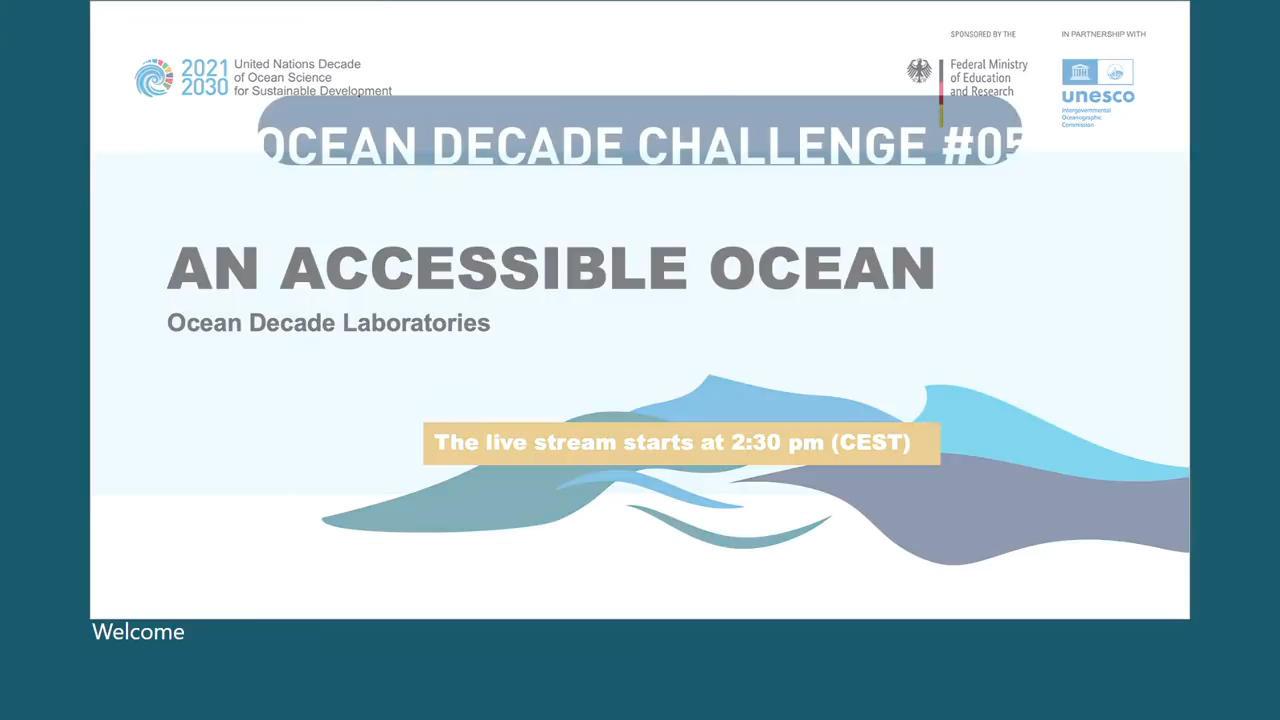 SPONSORED BY THE
IN PARTNERSHIP WITH
2021
2030
United Nations Decade
of Ocean Science
for Sustainable Development
Federal Ministry
of Education
and Research
unesco
Intergovernmental
Oceanographic
Commission
OCEAN DECADE CHALLENGE #05
AN ACCESSIBLE OCEAN
Ocean Decade Laboratories
The live stream starts at 2:30 pm (CEST)
Welcome